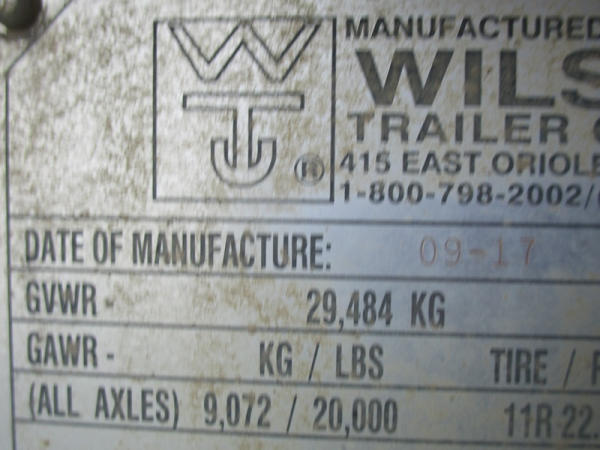 MANUFACTURED
WILS
TRAILER
415 EAST ORIOLE
1-800-798-2002/
WTJ ®
DATE OF MANUFACTURE: 09-17
GVWR - 29,484 KG
GAWR - KG / LBS TIRE /
(ALL AXLES) 9,072 / 20,000 11R 22.